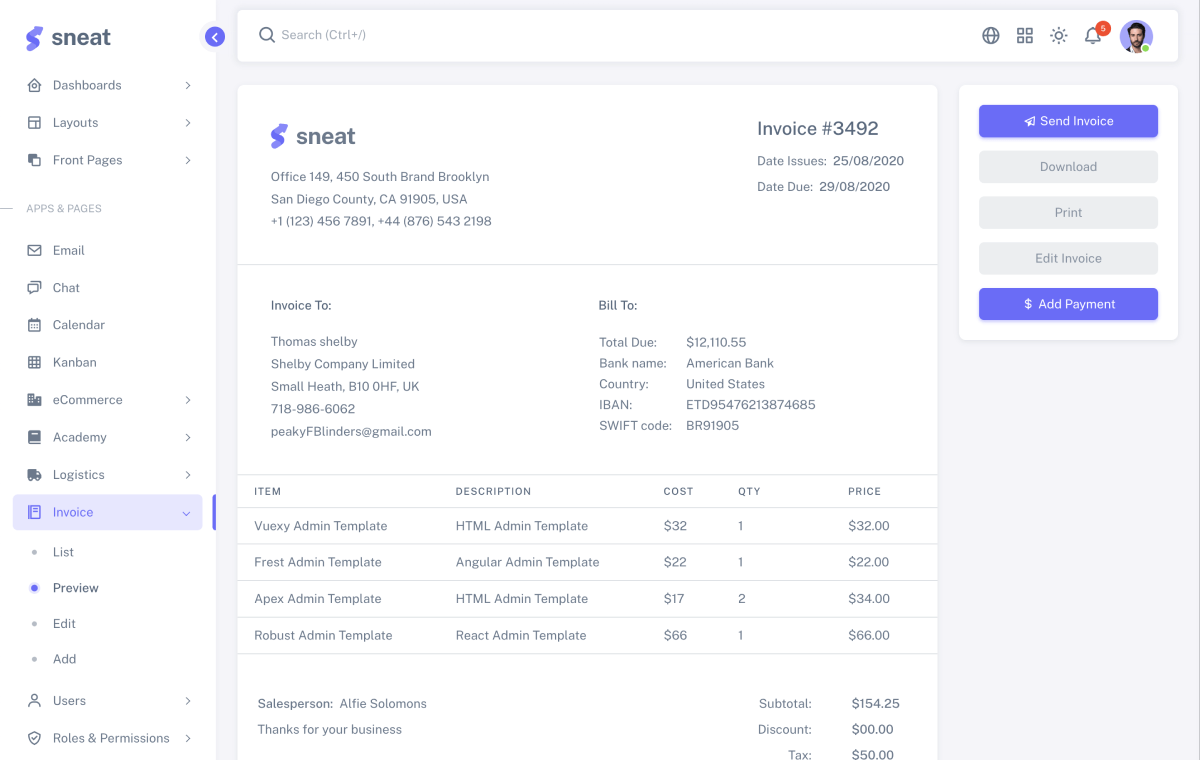 sneat
Dashboards
Layouts
Front Pages
APPS & PAGES
Email
Chat
Calendar
Kanban
eCommerce
Academy
Logistics
Invoice
List
Preview
Edit
Add
Users
Roles & Permissions
Search (Ctrl+/)
5
sneat
Office 149, 450 South Brand Brooklyn
San Diego County, CA 91905, USA
+1 (123) 456 7891, +44 (876) 543 2198
Invoice #3492
Date Issues: 25/08/2020
Date Due: 29/08/2020
Invoice To:
Thomas shelby
Shelby Company Limited
Small Heath, B10 0HF, UK
718-986-6062
peakyFBlinders@gmail.com
Bill To:
Total Due: $12,110.55
Bank name: American Bank
Country: United States
IBAN: ETD95476213874685
SWIFT code: BR91905
ITEM DESCRIPTION COST QTY PRICE
Vuexy Admin Template HTML Admin Template $32 1 $32.00
Frest Admin Template Angular Admin Template $22 1 $22.00
Apex Admin Template HTML Admin Template $17 2 $34.00
Robust Admin Template React Admin Template $66 1 $66.00
Salesperson: Alfie Solomons
Thanks for your business
Subtotal: $154.25
Discount: $00.00
Tax: $50.00
Send Invoice
Download
Print
Edit Invoice
$ Add Payment